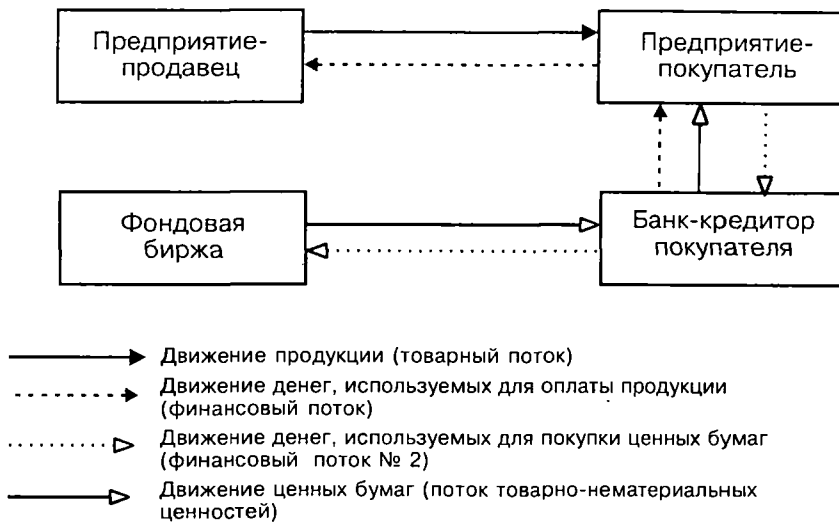 Предприятие-
продавец
Предприятие-
покупатель
Фондовая
биржа
Банк-кредитор
покупателя
Движение продукции (товарный поток)
Движение денег, используемых для оплаты продукции
(финансовый поток)
Движение денег, используемых для покупки ценных бумаг
(финансовый поток № 2)
Движение ценных бумаг (поток товарно-нематериальных
ценностей)